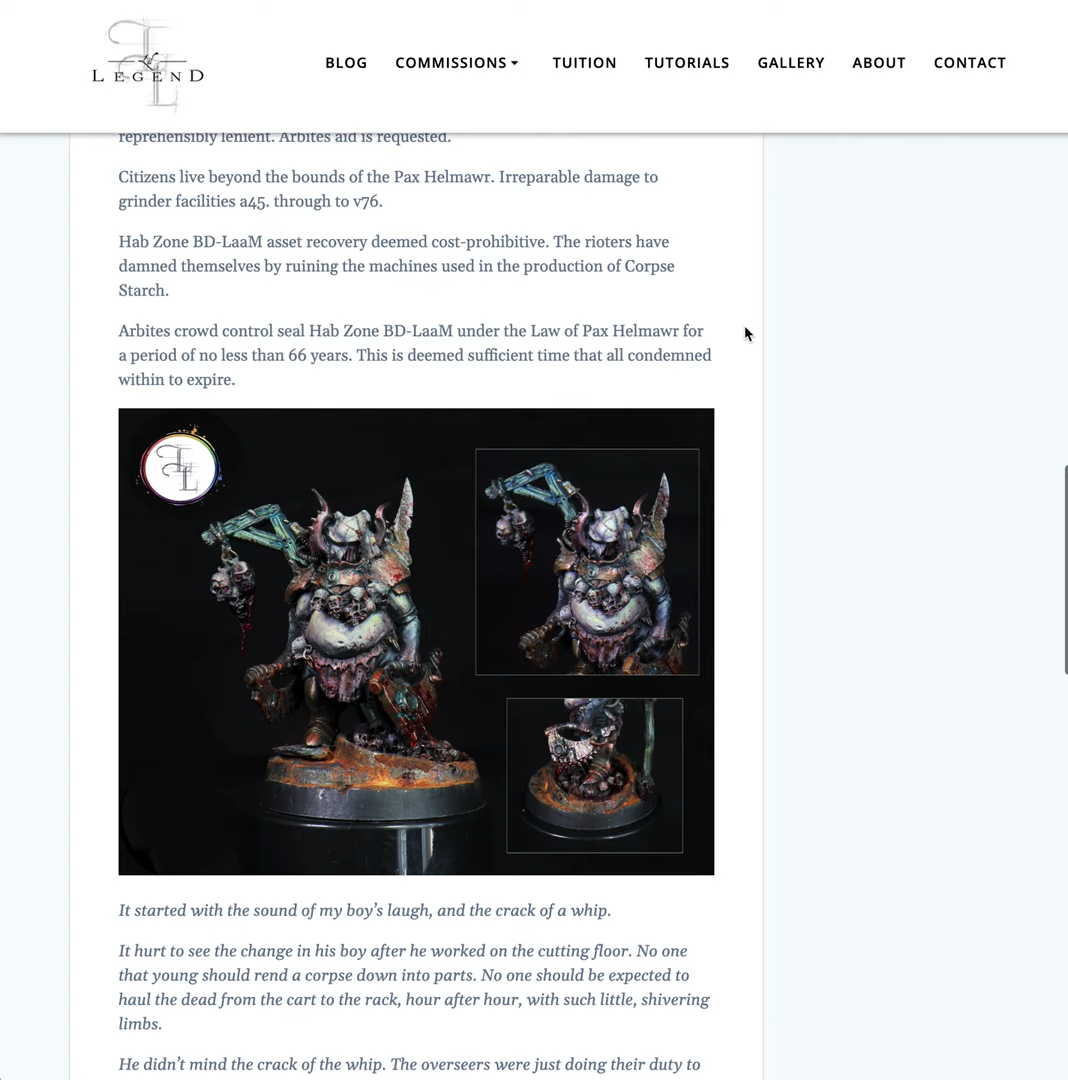 LEGEND
BLOG COMMISSIONS TUITION TUTORIALS GALLERY ABOUT CONTACT
reprehensibly lenient. Arbites aid is requested.
Citizens live beyond the bounds of the Pax Helmawr. Irreparable damage to
grinder facilities a45. through to v76.
Hab Zone BD-LaaM asset recovery deemed cost-prohibitive. The rioters have
damned themselves by ruining the machines used in the production of Corpse
Starch.
Arbites crowd control seal Hab Zone BD-LaaM under the Law of Pax Helmawr for
a period of no less than 66 years. This is deemed sufficient time that all condemned
within to expire.
It started with the sound of my boy’s laugh, and the crack of a whip.
It hurt to see the change in his boy after he worked on the cutting floor. No one
that young should rend a corpse down into parts. No one should be expected to
haul the dead from the cart to the rack, hour after hour, with such little, shivering
limbs.
He didn’t mind the crack of the whip. The overseers were just doing their duty to